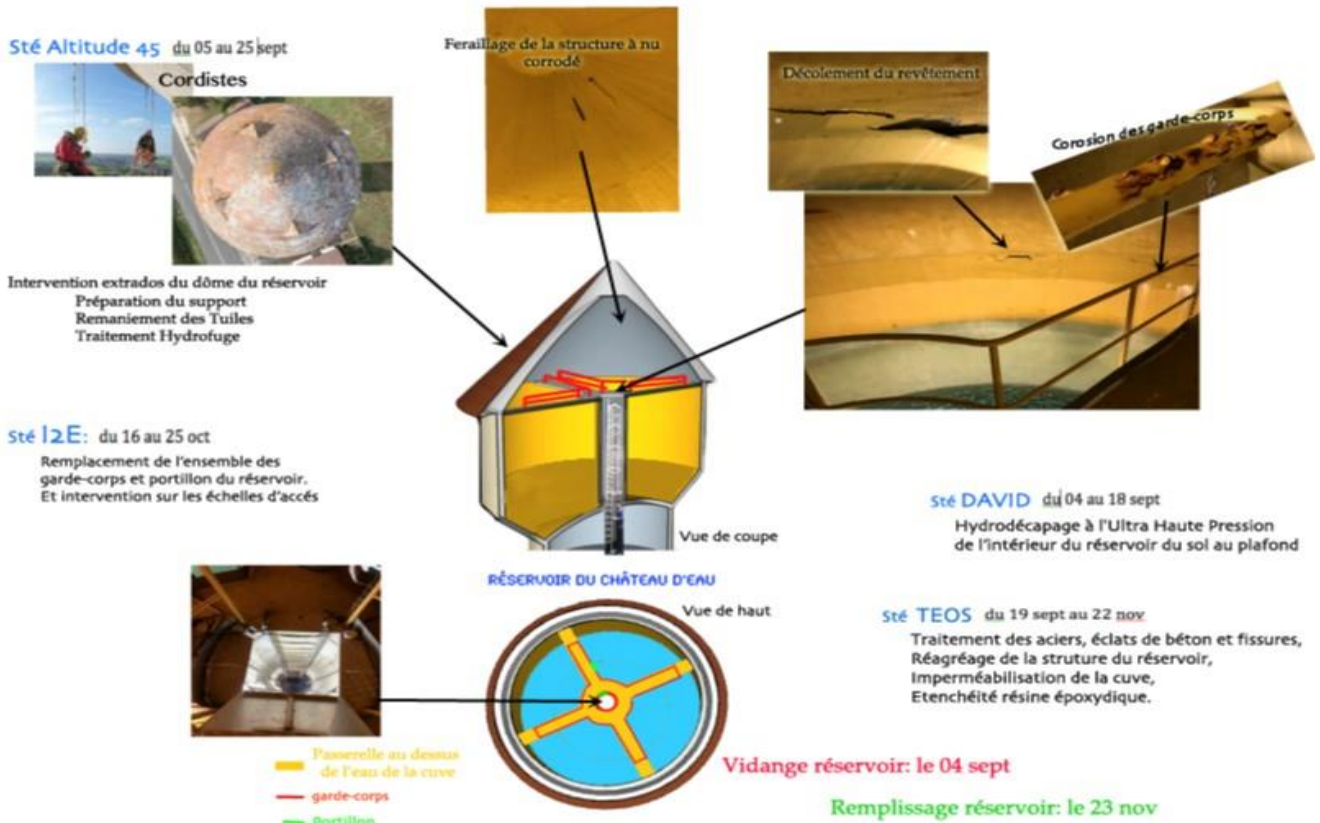 Sté Altitude 45 du 05 au 25 sept
Cordistes
Feraillage de la structure à nu
corrodé
Décolement du revêtement
Corosion des garde-corps
Intervention extrados du dôme du réservoir
Préparation du support
Remaniement des Tuiles
Traitement Hydrofuge
Sté I2E: du 16 au 25 oct
Remplacement de l'ensemble des
garde-corps et portillon du réservoir.
Et intervention sur les échelles d'accés
Vue de coupe
Sté DAVID du 04 au 18 sept
Hydrodécapage à l'Ultra Haute Pression
de l'intérieur du réservoir du sol au plafond
RÉSERVOIR DU CHÂTEAU D'EAU
Vue de haut
Sté TEOS du 19 sept au 22 nov
Traitement des aciers, éclats de béton et fissures,
Réagréage de la struture du réservoir,
Imperméabilisation de la cuve,
Etenchéité résine époxydique.
Passerelle au dessus
de l'eau de la cuve
garde-corps
Portillon
Vidange réservoir: le 04 sept
Remplissage réservoir: le 23 nov